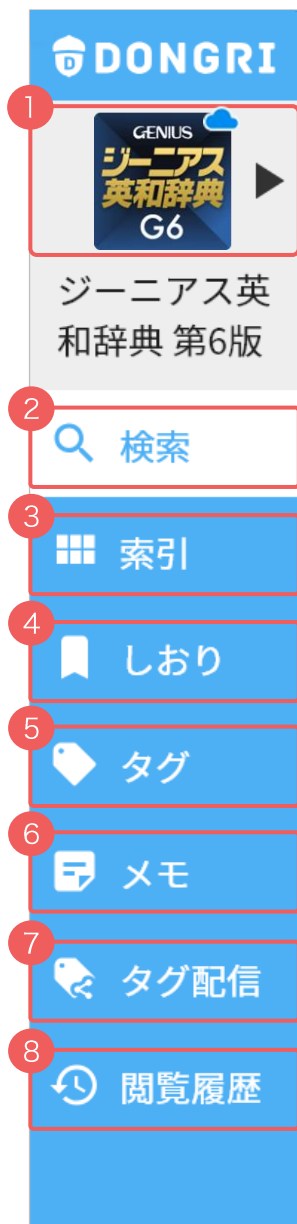 DONGRI
1
GENIUS
ジーニアス
英和辞典
G6
ジーニアス英
和辞典 第6版
2
検索
3
索引
4
しおり
5
タグ
6
メモ
7
タグ配信
8
閲覧履歴